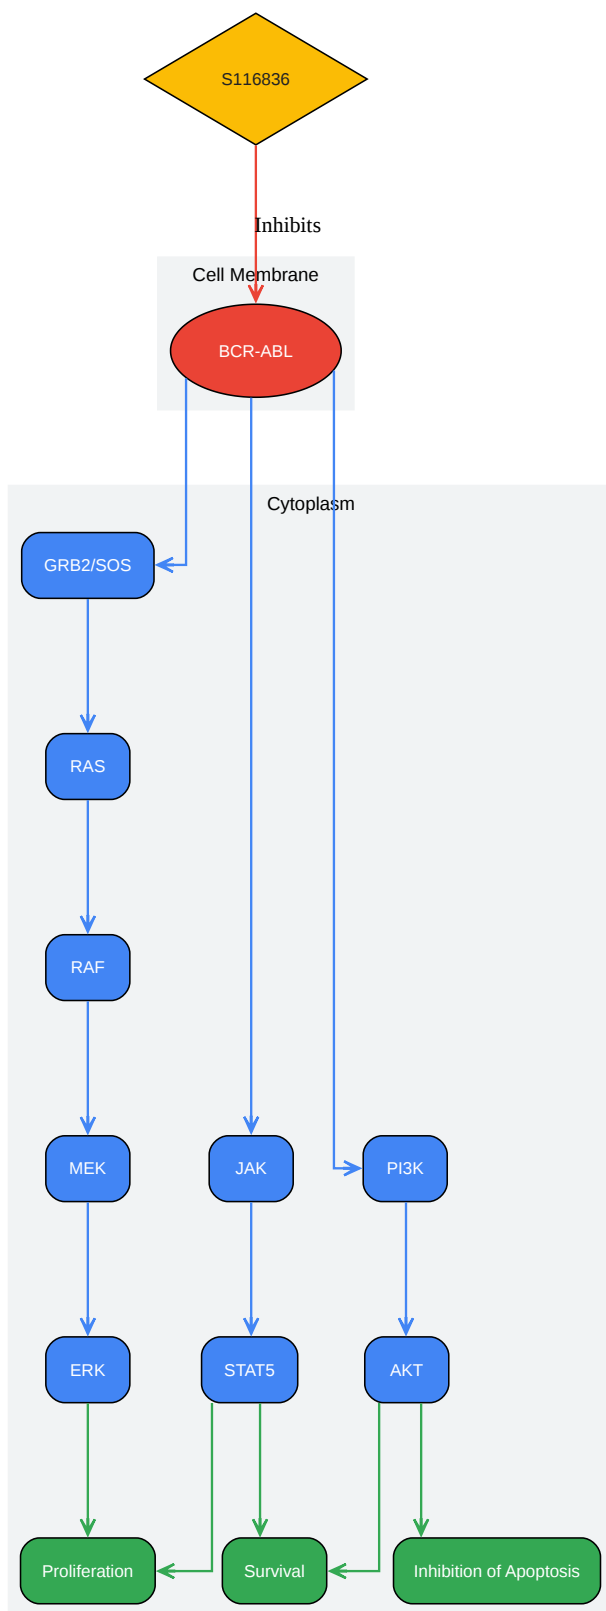 S116836
Inhibits
Cell Membrane
BCR-ABL
Cytoplasm
GRB2/SOS
RAS
RAF
MEK
JAK
PI3K
ERK
STAT5
AKT
Proliferation
Survival
Inhibition of Apoptosis